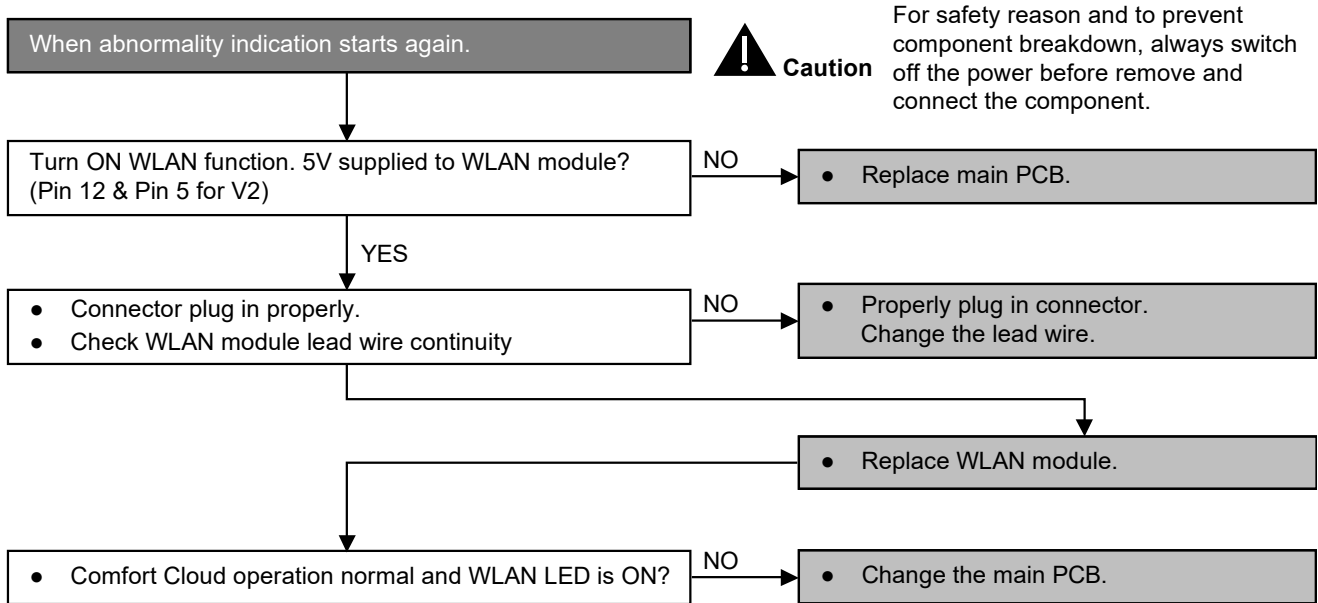 When abnormality indication starts again.
Caution
For safety reason and to prevent
component breakdown, always switch
off the power before remove and
connect the component.
Turn ON WLAN function. 5V supplied to WLAN module?
(Pin 12 & Pin 5 for V2)
NO
● Replace main PCB.
YES
● Connector plug in properly.
● Check WLAN module lead wire continuity
NO
● Properly plug in connector.
Change the lead wire.
● Replace WLAN module.
● Comfort Cloud operation normal and WLAN LED is ON?
NO
● Change the main PCB.